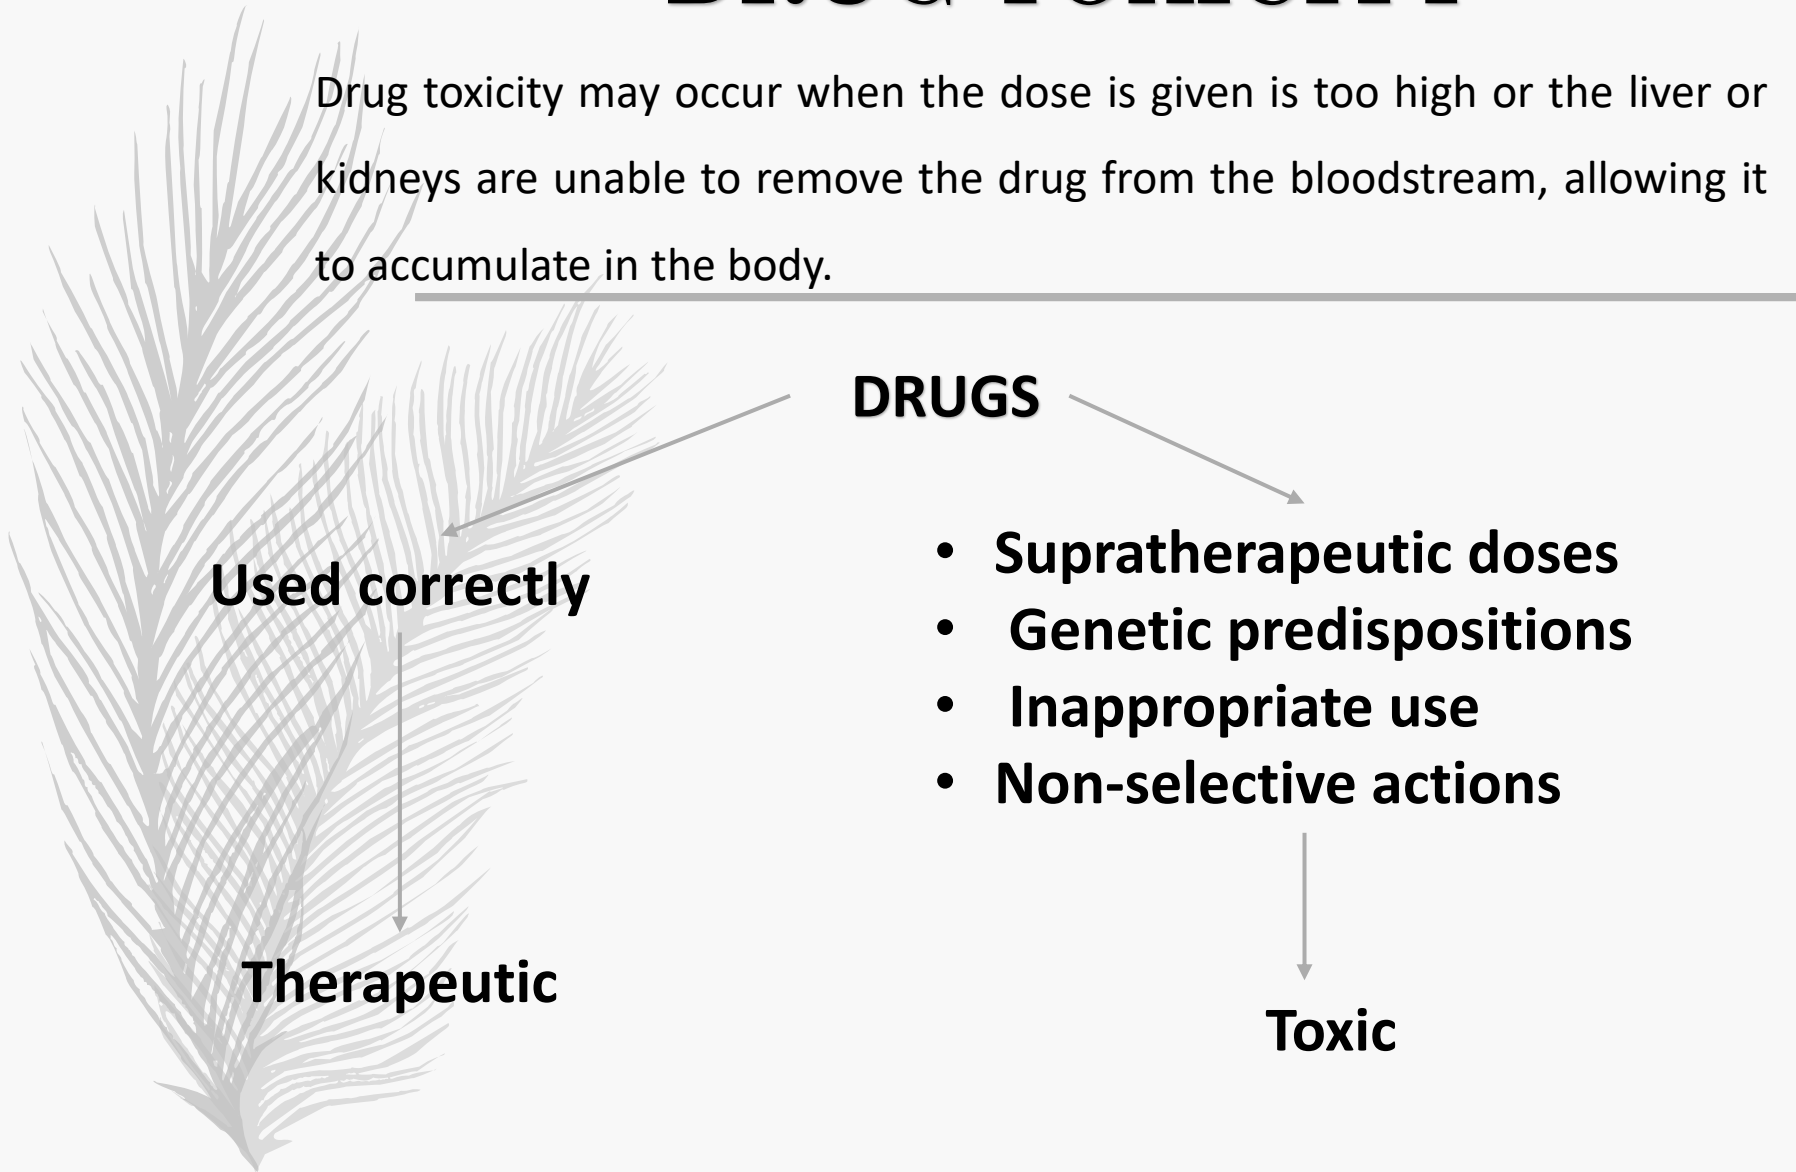 DRUG TOXICITY
Drug toxicity may occur when the dose is given is too high or the liver or
kidneys are unable to remove the drug from the bloodstream, allowing it
to accumulate in the body.
DRUGS
Used correctly
• Supratherapeutic doses
• Genetic predispositions
• Inappropriate use
• Non-selective actions
Therapeutic
Toxic